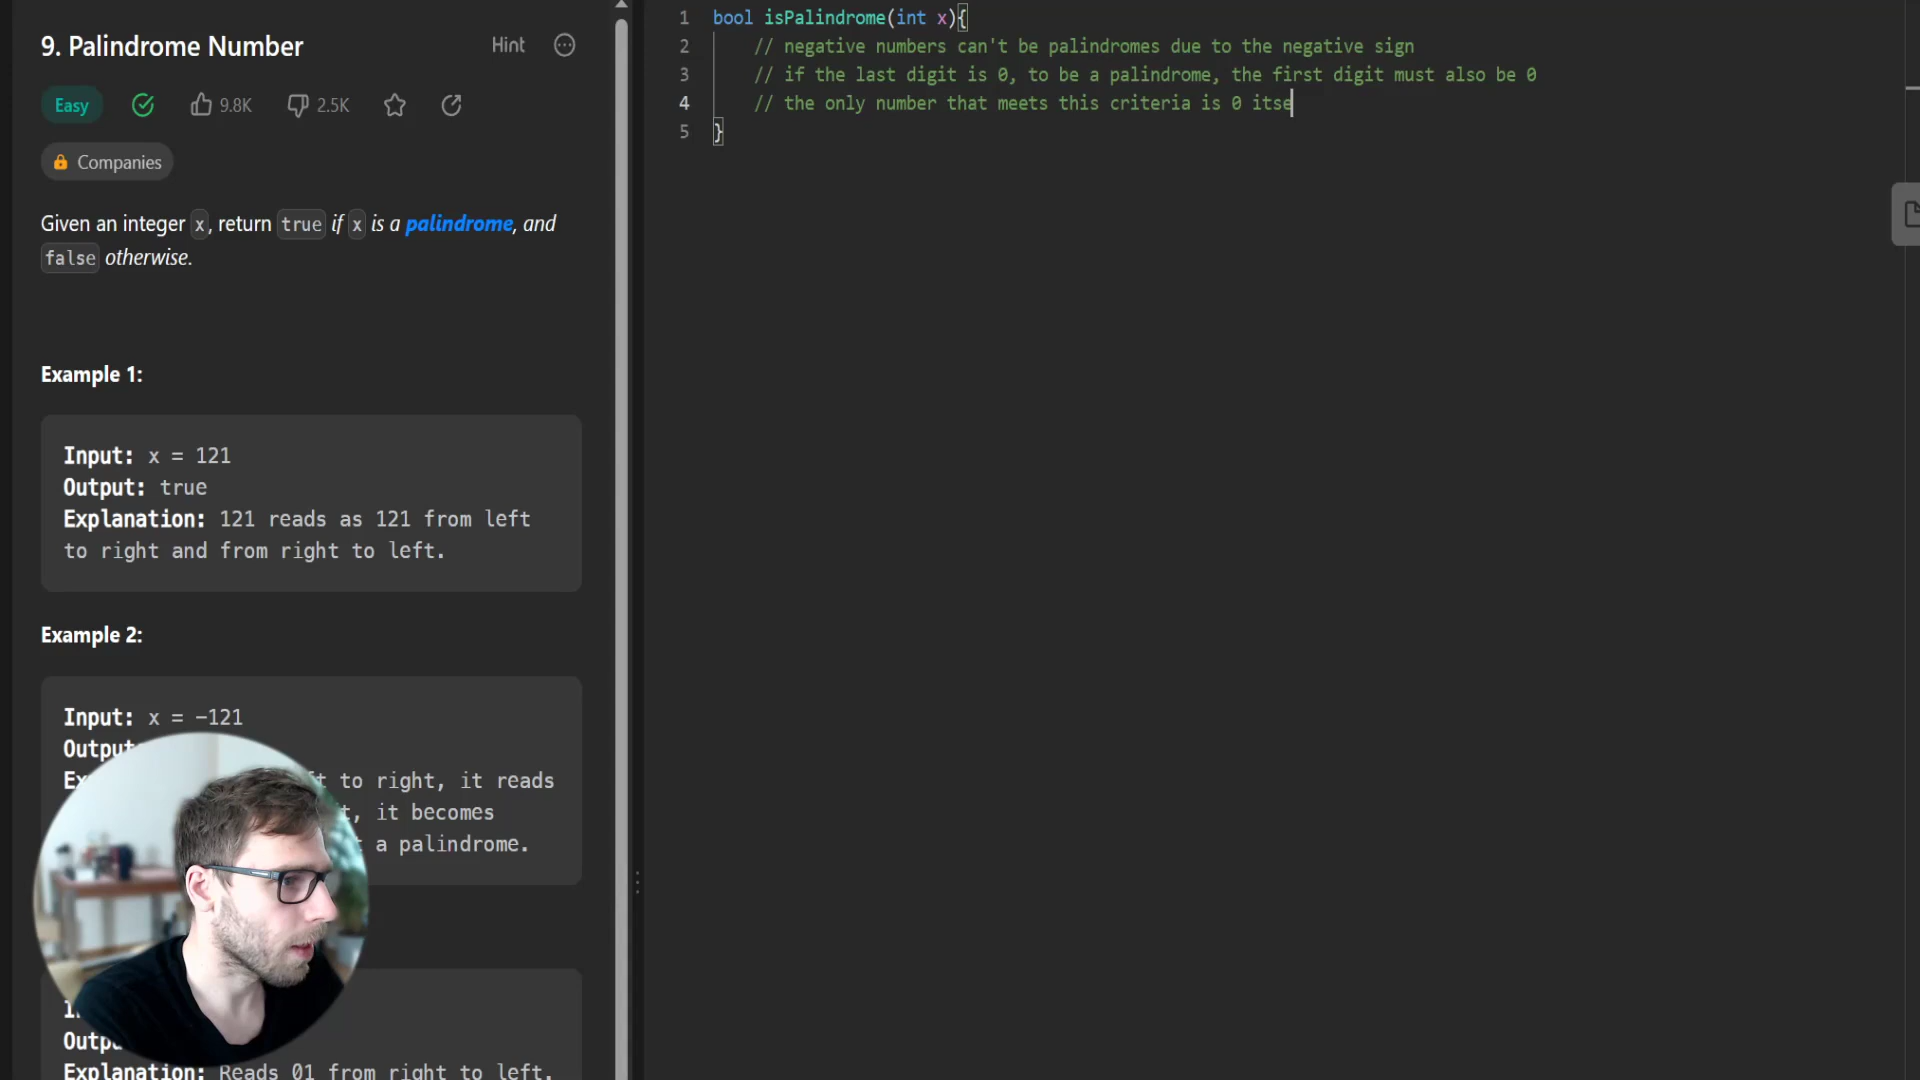 9. Palindrome Number
Hint
Easy
9.8K
2.5K
Companies
Given an integer x, return true if x is a palindrome, and
false otherwise.
Example 1:
Input: x = 121
Output: true
Explanation: 121 reads as 121 from left
to right and from right to left.
Example 2:
Input: x = -121
Output
to right, it reads
it becomes
a palindrome.
Explanation: Reads 01 from right to left.
1 bool isPalindrome(int x){
2 // negative numbers can't be palindromes due to the negative sign
3 // if the last digit is 0, to be a palindrome, the first digit must also be 0
4 // the only number that meets this criteria is 0 itse
5 }